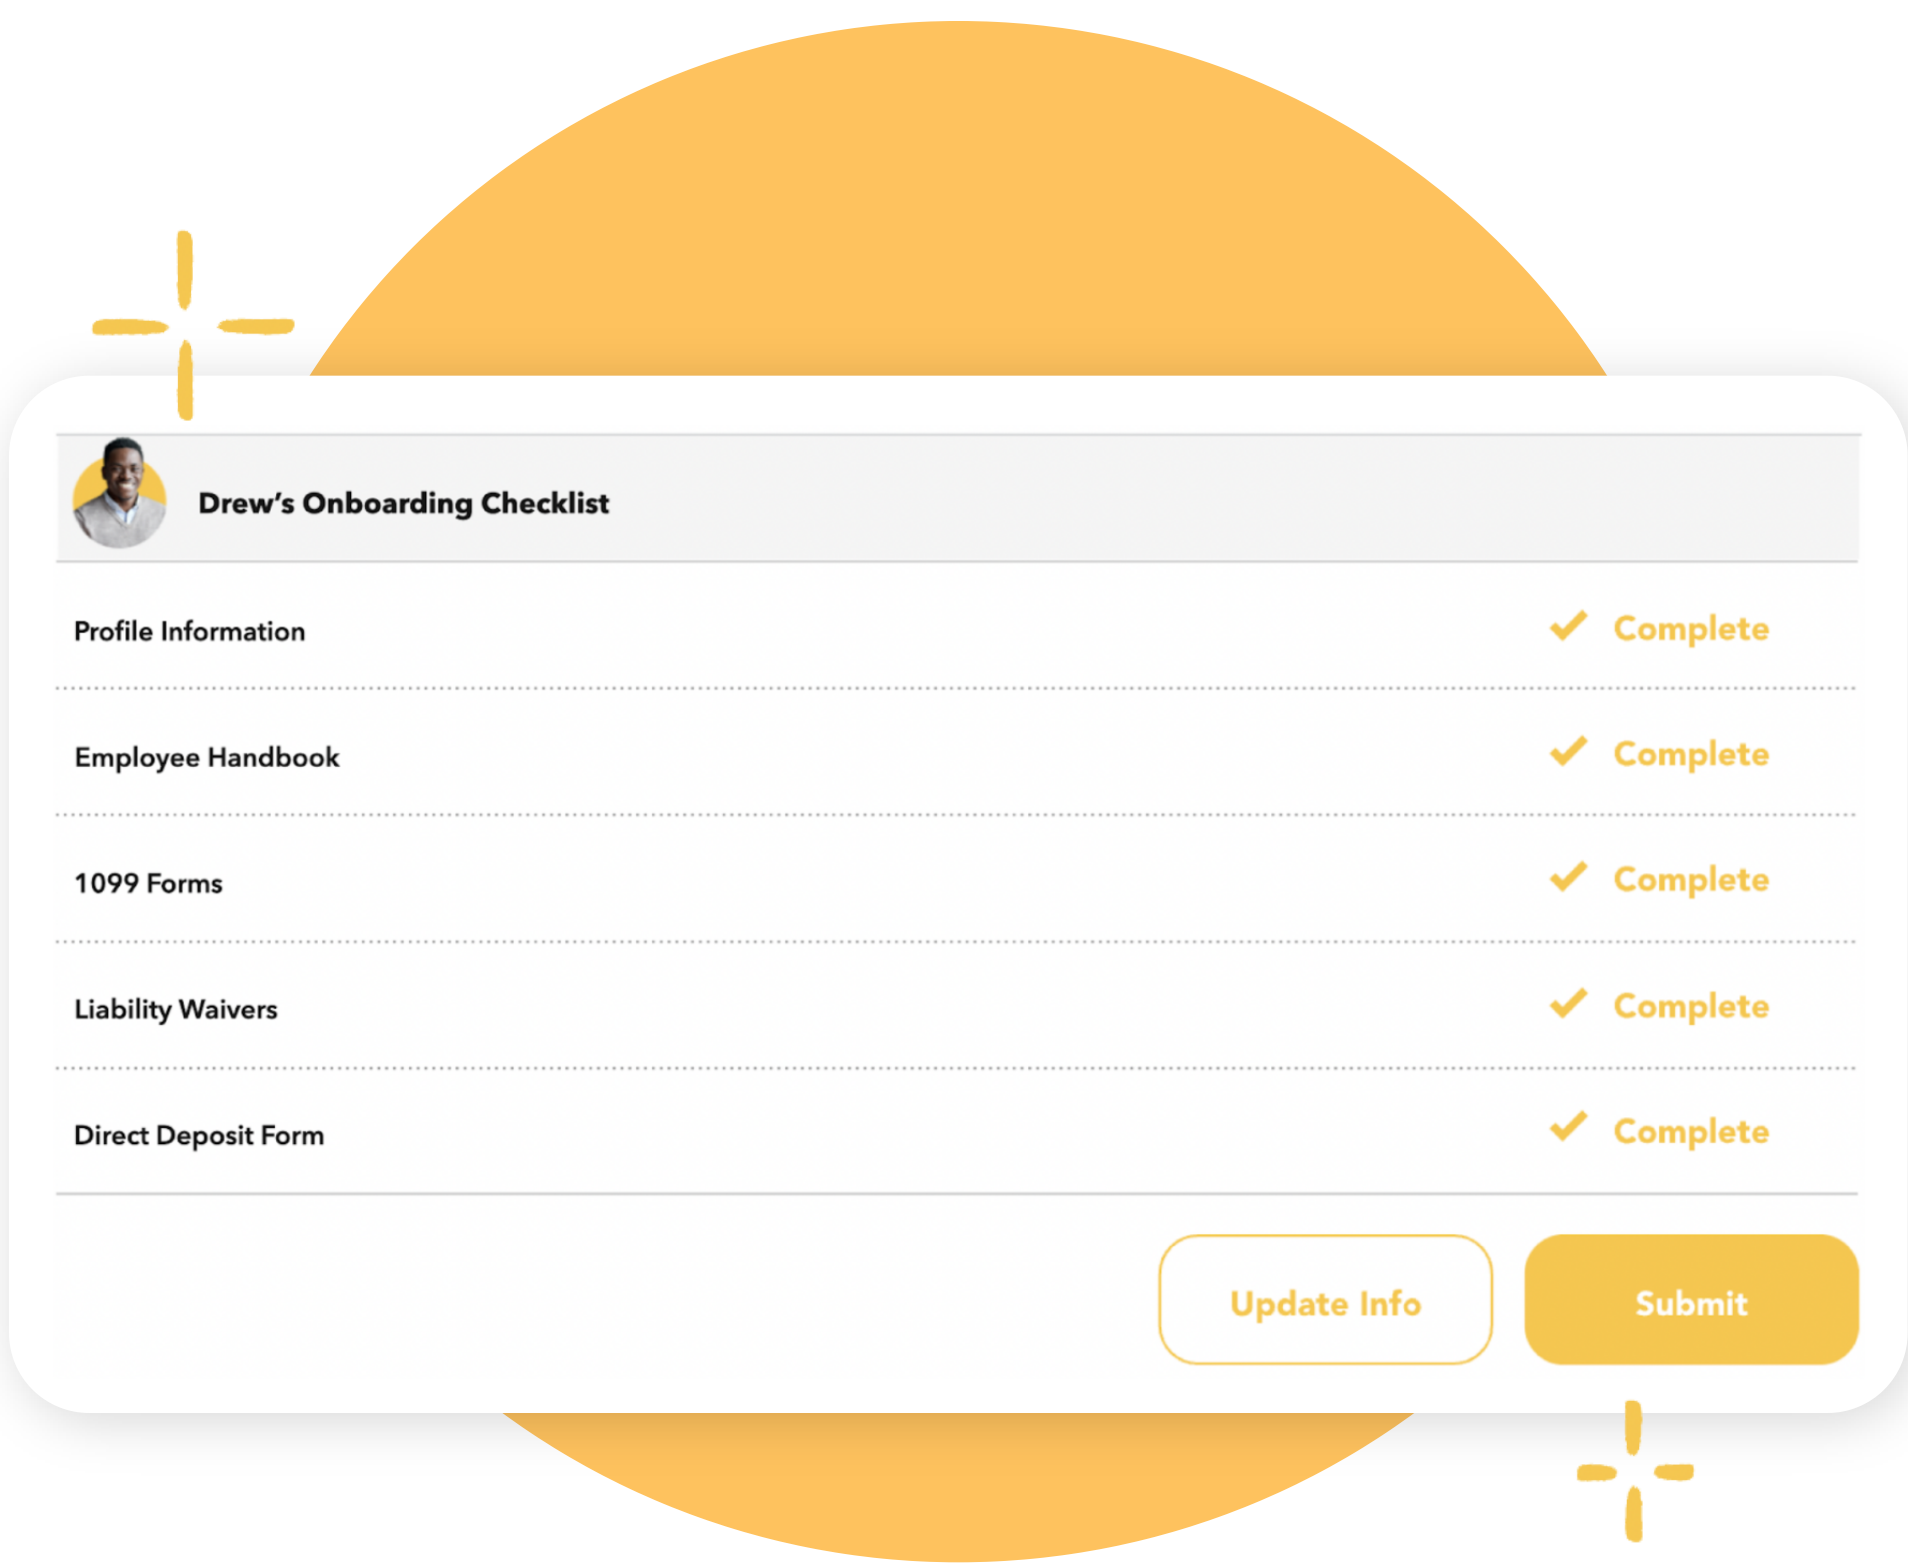 Drew’s Onboarding Checklist
Profile Information
Complete
Employee Handbook
Complete
1099 Forms
Complete
Liability Waivers
Complete
Direct Deposit Form
Complete
Update Info
Submit